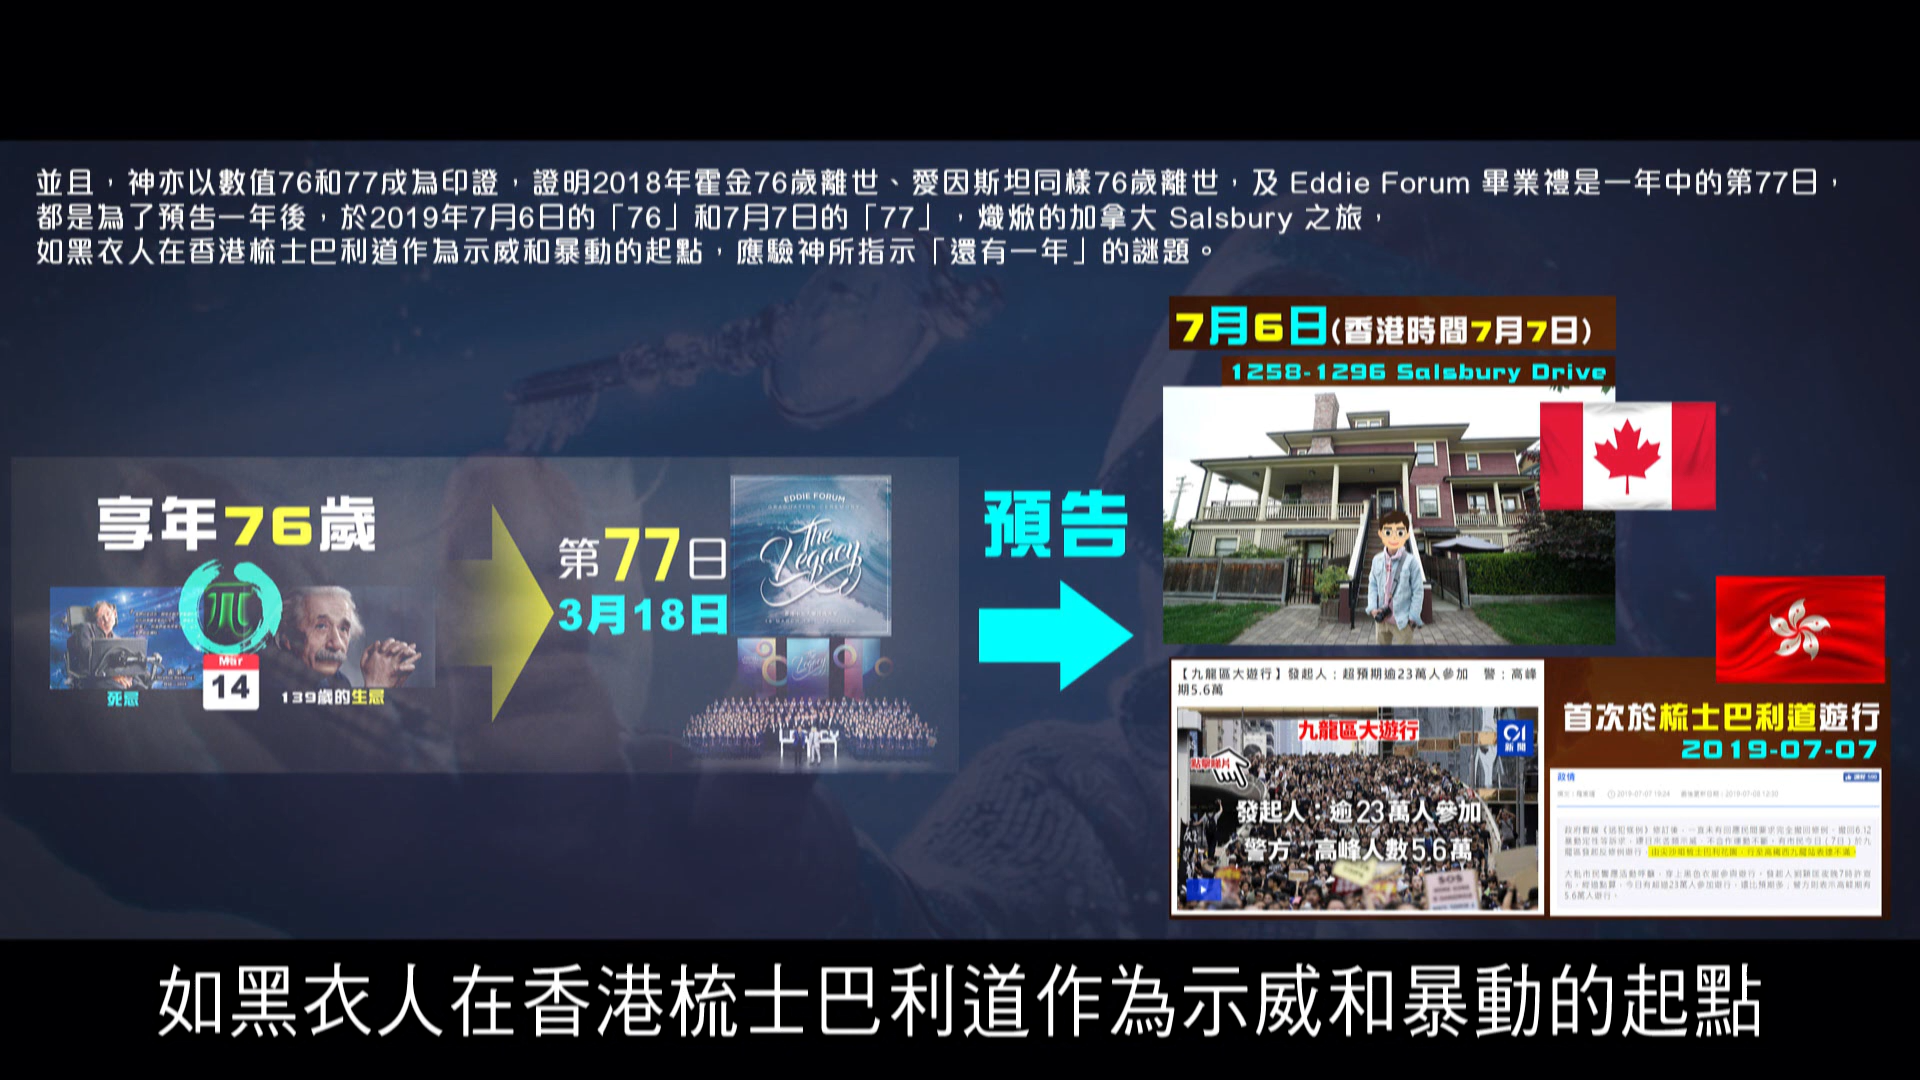 並且，神亦以數值76和77成為印證，證明2018年霍金76歲離世、愛因斯坦同樣76歲離世，及 Eddie Forum 畢業禮是一年中的第77日，
都是為了預告一年後，於2019年7月6日的「76」和7月7日的「77」，熾焮的加拿大 Salsbury 之旅，
如黑衣人在香港梳士巴利道作為示威和暴動的起點，應驗神所指示「還有一年」的謎題。
7月6日(香港時間7月7日)
1258-1296 Salsbury Drive
享年76歲
死忌
Mar
14
139歲的生忌
第77日
3月18日
EDDIE FORUM
GRADUATION CEREMONY
The Legacy
預告
【九龍區大遊行】發起人：超預期逾23萬人參加　警：高峰
期5.6萬
九龍區大遊行
01
新聞
點擊睇片
發起人：逾23萬人參加
警方：高峰人數5.6萬
SOS
首次於梳士巴利道遊行
2019-07-07
政情
如黑衣人在香港梳士巴利道作為示威和暴動的起點